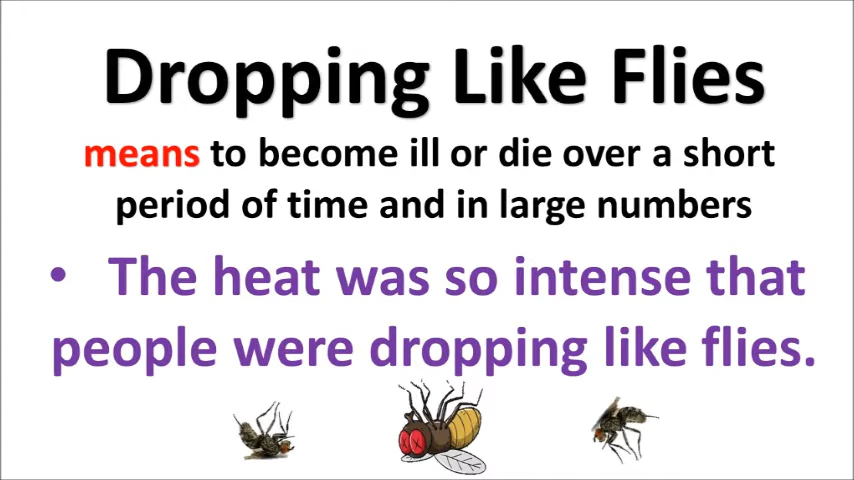 Dropping Like Flies
means to become ill or die over a short
period of time and in large numbers
• The heat was so intense that
people were dropping like flies.